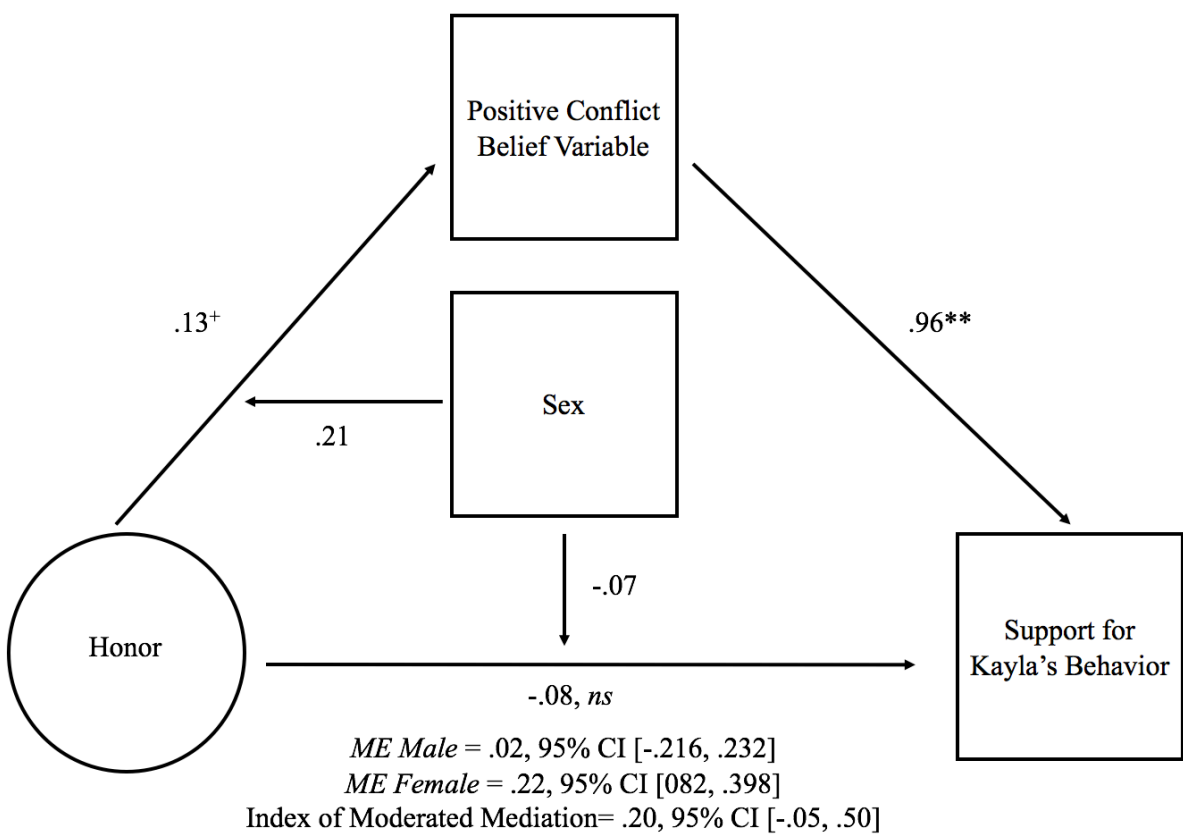 Positive Conflict
Belief Variable
.13+
.96**
Sex
.21
-.07
Honor
Support for
Kayla’s Behavior
-.08, ns
ME Male = .02, 95% CI [-.216, .232]
ME Female = .22, 95% CI [082, .398]
Index of Moderated Mediation= .20, 95% CI [-.05, .50]